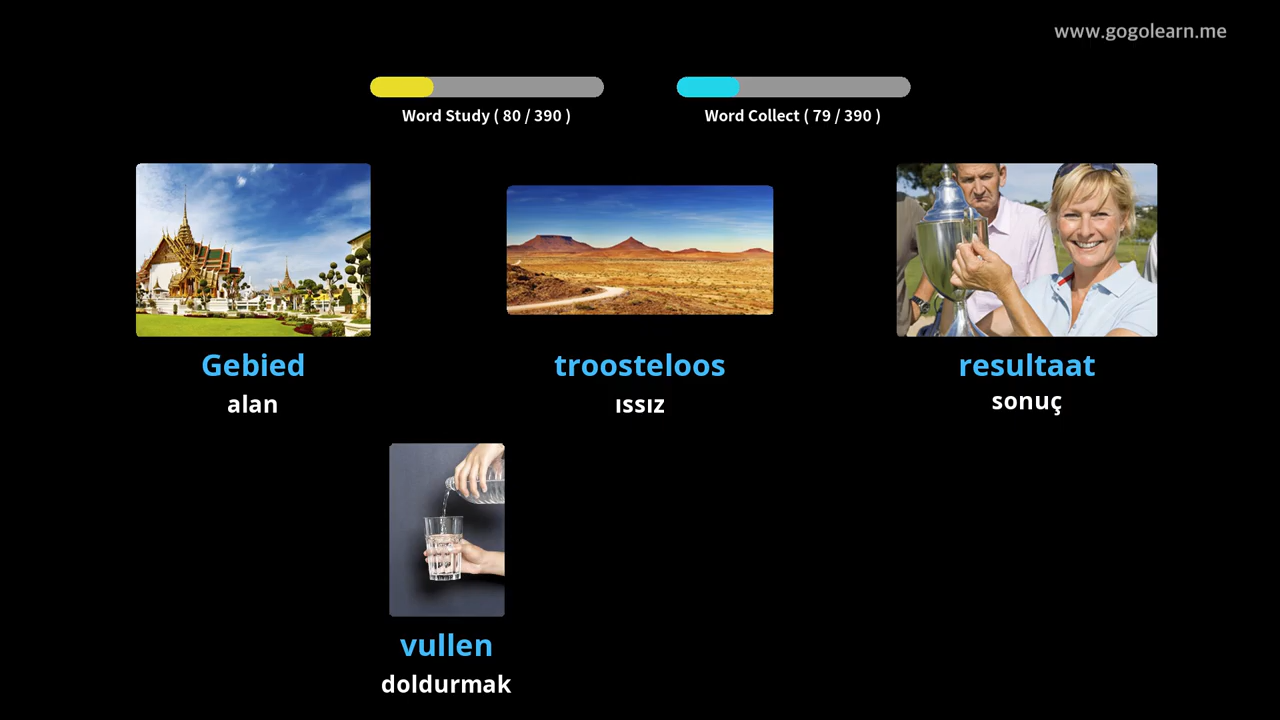 www.gogolearn.me
Word Study ( 80 / 390 )
Word Collect ( 79 / 390 )
Gebied
alan
troosteloos
ıssız
resultaat
sonuç
vullen
doldurmak